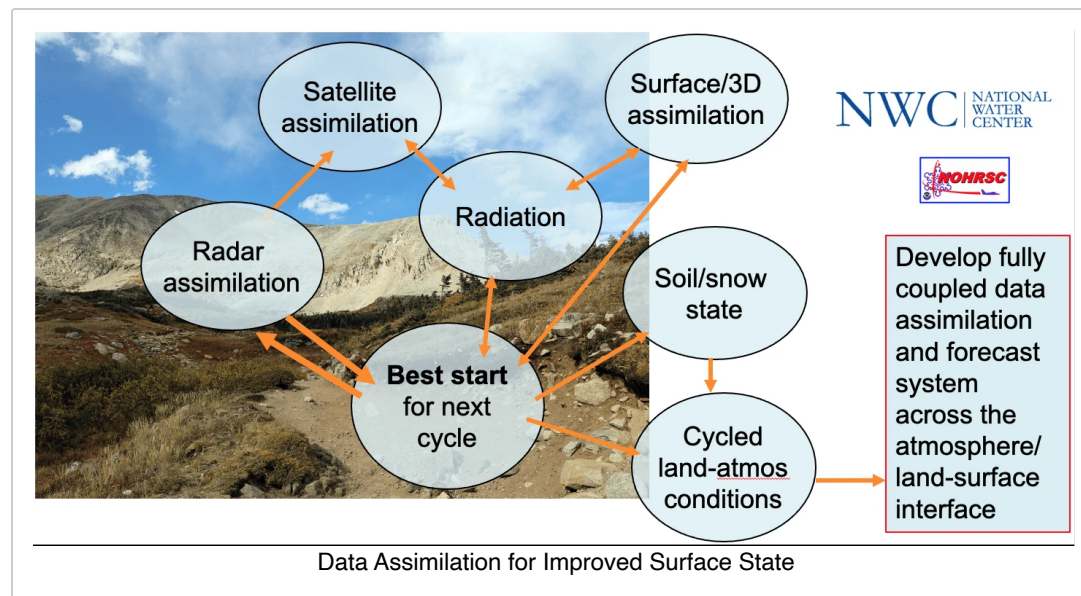 Satellite
assimilation
Surface/3D
assimilation
NWC
NATIONAL
WATER
CENTER
NOHRSC
Radiation
Radar
assimilation
Soil/snow
state
Develop fully
coupled data
assimilation
and forecast
system
across the
atmosphere/
land-surface
interface
Best start
for next
cycle
Cycled
land-atmos
conditions
Data Assimilation for Improved Surface State